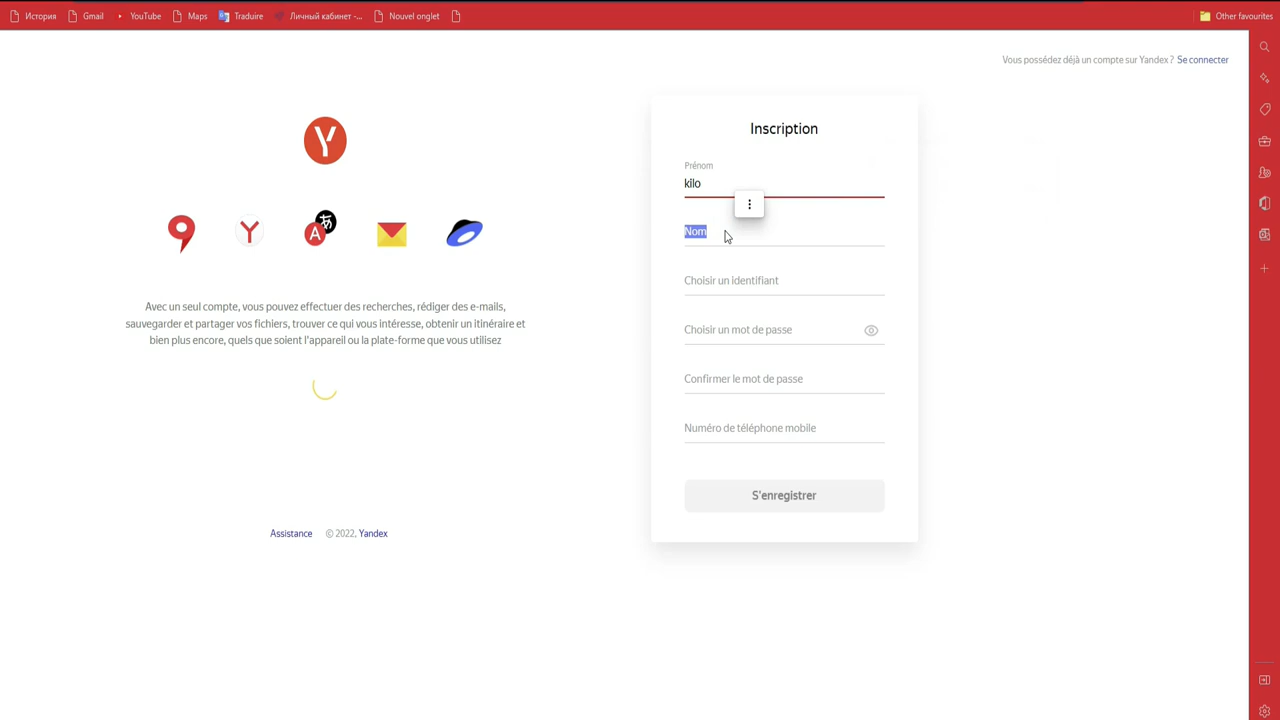 История Gmail YouTube Maps Traduire Личный кабинет -... Nouvel onglet Other favourites
Vous possédez déjà un compte sur Yandex ? Se connecter
Y
Y
A あ
Avec un seul compte, vous pouvez effectuer des recherches, rédiger des e-mails,
sauvegarder et partager vos fichiers, trouver ce qui vous intéresse, obtenir un itinéraire et
bien plus encore, quels que soient l'appareil ou la plate-forme que vous utilisez
Assistance © 2022, Yandex
Inscription
Prénom
kilo
Nom
Choisir un identifiant
Choisir un mot de passe
Confirmer le mot de passe
Numéro de téléphone mobile
S'enregistrer